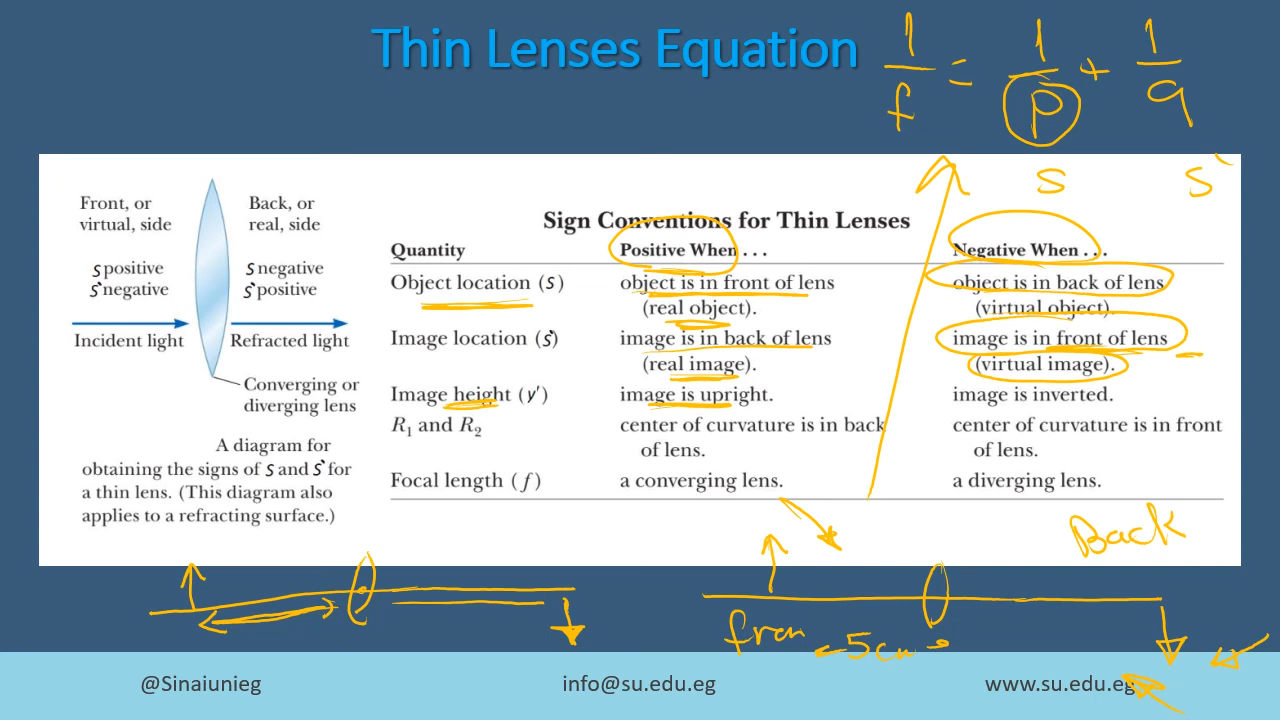 Thin Lenses Equation
1/f = 1/p + 1/q
s s`
Front, or
virtual, side
Back, or
real, side
s positive
s` negative
s negative
s` positive
Incident light
Refracted light
Converging or
diverging lens
A diagram for
obtaining the signs of s and s` for
a thin lens. (This diagram also
applies to a refracting surface.)
Sign Conventions for Thin Lenses
Quantity Positive When . . . Negative When . . .
Object location (s) object is in front of lens object is in back of lens
(real object). (virtual object).
Image location (s`) image is in back of lens image is in front of lens
(real image). (virtual image).
Image height (y′) image is upright. image is inverted.
R1 and R2 center of curvature is in back center of curvature is in front
of lens. of lens.
Focal length (f) a converging lens. a diverging lens.
Back
5cm
@Sinaiunieg info@su.edu.eg www.su.edu.eg